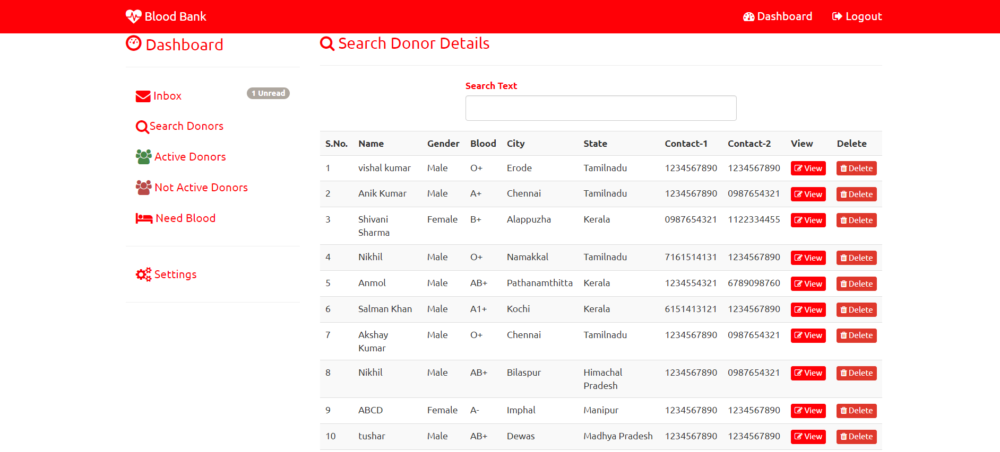 Blood Bank
Dashboard
Logout
Dashboard
Inbox
1 Unread
Search Donors
Active Donors
Not Active Donors
Need Blood
Settings
Search Donor Details
Search Text
S.No. Name Gender Blood City State Contact-1 Contact-2 View Delete
1 vishal kumar Male O+ Erode Tamilnadu 1234567890 1234567890 View Delete
2 Anik Kumar Male A+ Chennai Tamilnadu 1234567890 0987654321 View Delete
3 Shivani Female B+ Alappuzha Kerala 0987654321 1122334455 View Delete
Sharma
4 Nikhil Male O+ Namakkal Tamilnadu 7161514131 1234567890 View Delete
5 Anmol Male AB+ Pathanamthitta Kerala 1234554321 6789098760 View Delete
6 Salman Khan Male A1+ Kochi Kerala 6151413121 1234567890 View Delete
7 Akshay Male O+ Chennai Tamilnadu 1234567890 0987654321 View Delete
Kumar
8 Nikhil Male AB+ Bilaspur Himachal 1234567890 0987654321 View Delete
Pradesh
9 ABCD Female A- Imphal Manipur 1234567890 1234567890 View Delete
10 tushar Male AB+ Dewas Madhya Pradesh 1234567890 1234567890 View Delete